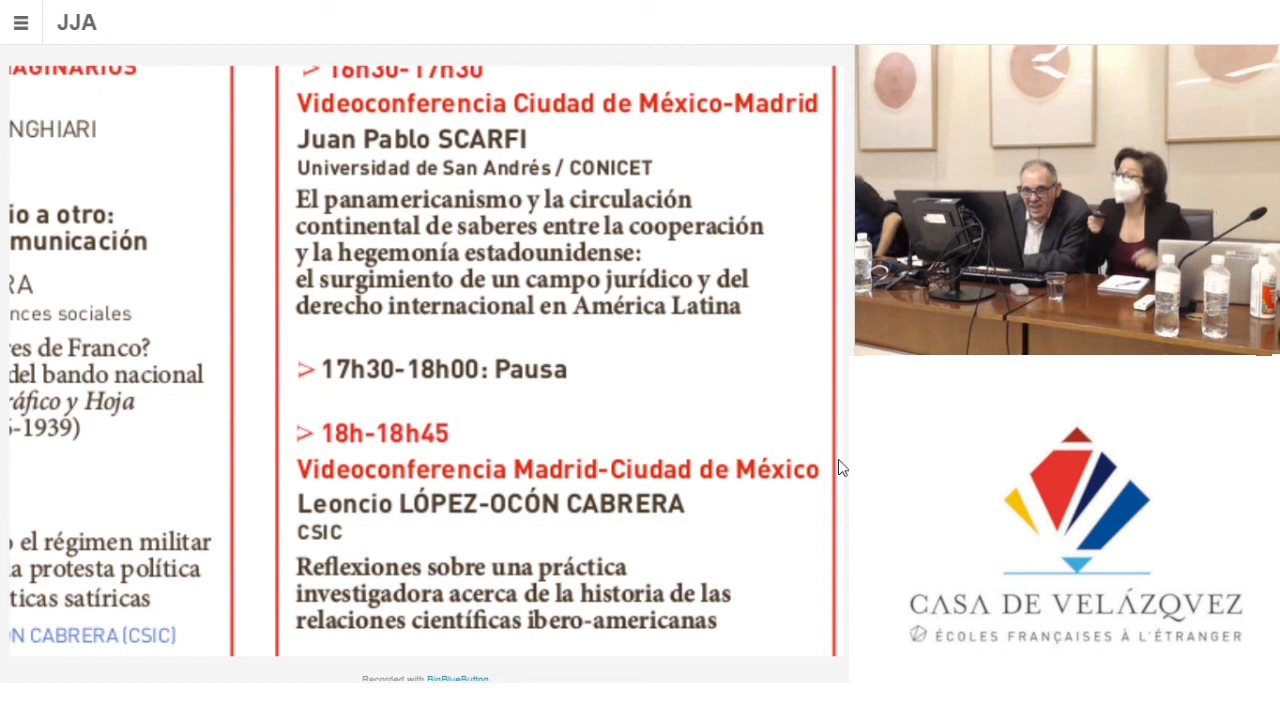 JJA
NGHIARI
io a otro:
municación
RA
nces sociales
res de Franco?
del bando nacional
ráfico y Hoja
-1939)
el régimen militar
la protesta política
ticas satíricas
ÓN CABRERA (CSIC)
> 16h30-17h30
Videoconferencia Ciudad de México-Madrid
Juan Pablo SCARFI
Universidad de San Andrés / CONICET
El panamericanismo y la circulación
continental de saberes entre la cooperación
y la hegemonía estadounidense:
el surgimiento de un campo jurídico y del
derecho internacional en América Latina
> 17h30-18h00: Pausa
> 18h-18h45
Videoconferencia Madrid-Ciudad de México
Leoncio LÓPEZ-OCÓN CABRERA
CSIC
Reflexiones sobre una práctica
investigadora acerca de la historia de las
relaciones científicas ibero-americanas
Recorded with BigBlueButton
CASA DE VELÁZQVEZ
ÉCOLES FRANÇAISES À L'ÉTRANGER